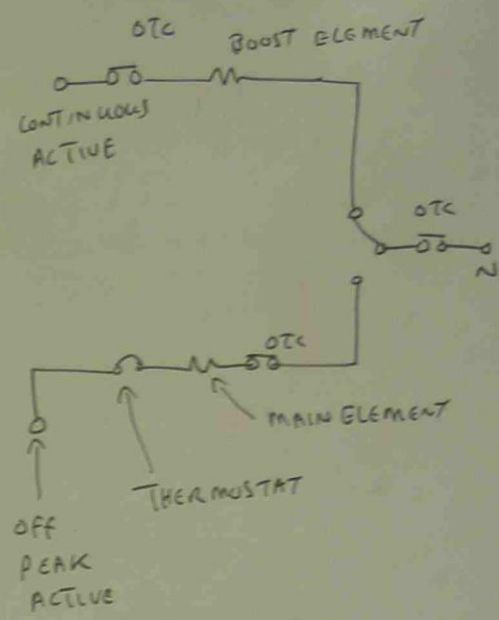 OTC
BOOST ELEMENT
CONTINUOUS
ACTIVE
OTC
N
OTC
MAIN ELEMENT
THERMOSTAT
OFF
PEAK
ACTIVE